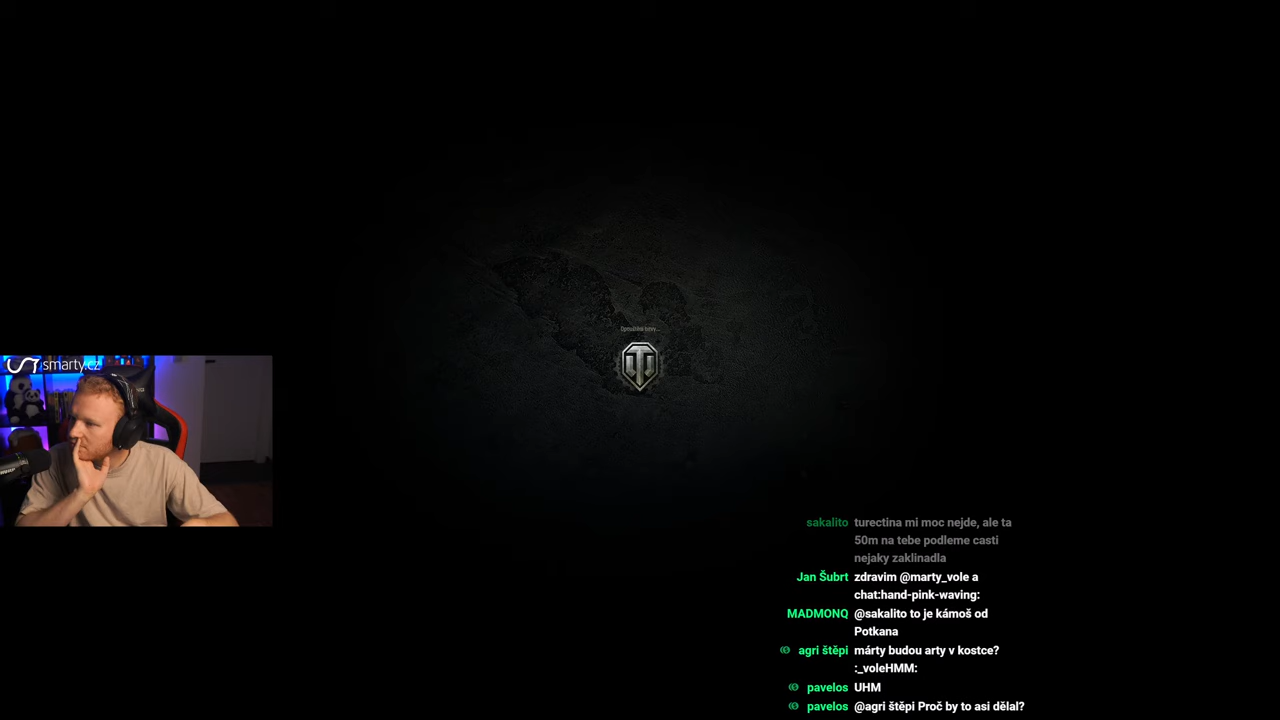 Opouštění bitvy...
smarty.cz
sakalito turectina mi moc nejde, ale ta
50m na tebe podleme casti
nejaky zaklinadla
Jan Šubrt zdravim @marty_vole a
chat:hand-pink-waving:
MADMONQ @sakalito to je kámoš od
Potkana
agri štěpi márty budou arty v kostce?
:_voleHMM:
pavelos UHM
pavelos @agri štěpi Proč by to asi dělal?